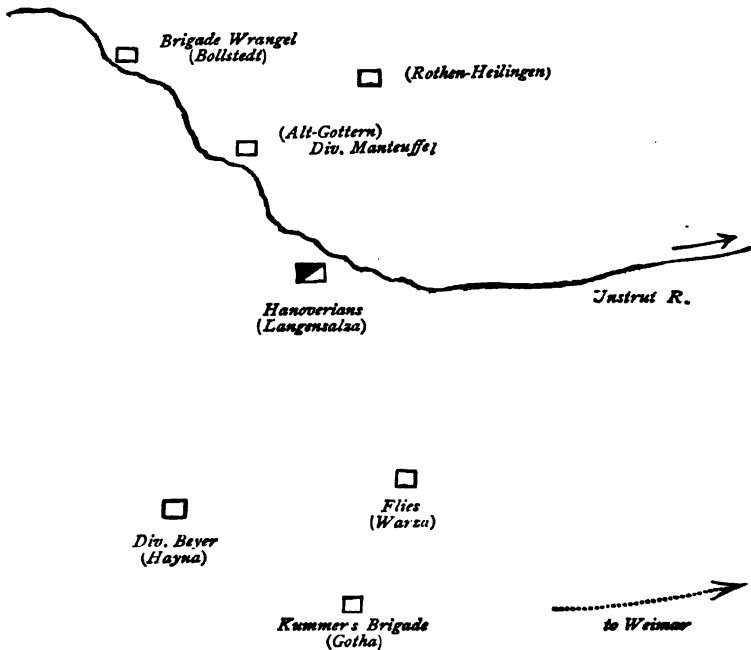 Brigade Wrangel
(Bollstedt)
(Rothen-Heilingen)
(Alt-Gottern)
Div. Manteuffel
Hanoverians
(Langensalza)
Unstrut R.
Flies
(Warza)
Div. Beyer
(Hayna)
Kummers Brigade
(Gotha)
to Weimar